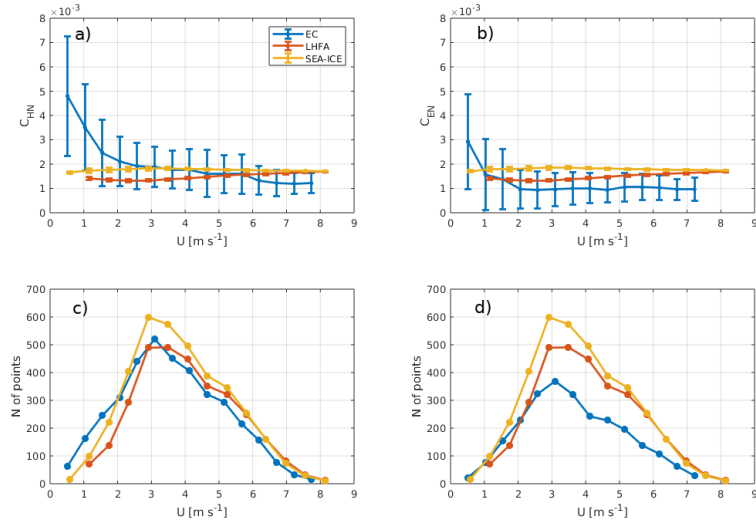 ×10⁻³
8
7
6
5
4
3
2
1
0
C_HN
a)
EC
LHFA
SEA-ICE
0 1 2 3 4 5 6 7 8 9
U [m s⁻¹]
×10⁻³
8
7
6
5
4
3
2
1
0
C_EN
b)
0 1 2 3 4 5 6 7 8 9
U [m s⁻¹]
700
600
500
400
300
200
100
0
N of points
c)
0 1 2 3 4 5 6 7 8 9
U [m s⁻¹]
700
600
500
400
300
200
100
0
N of points
d)
0 1 2 3 4 5 6 7 8 9
U [m s⁻¹]